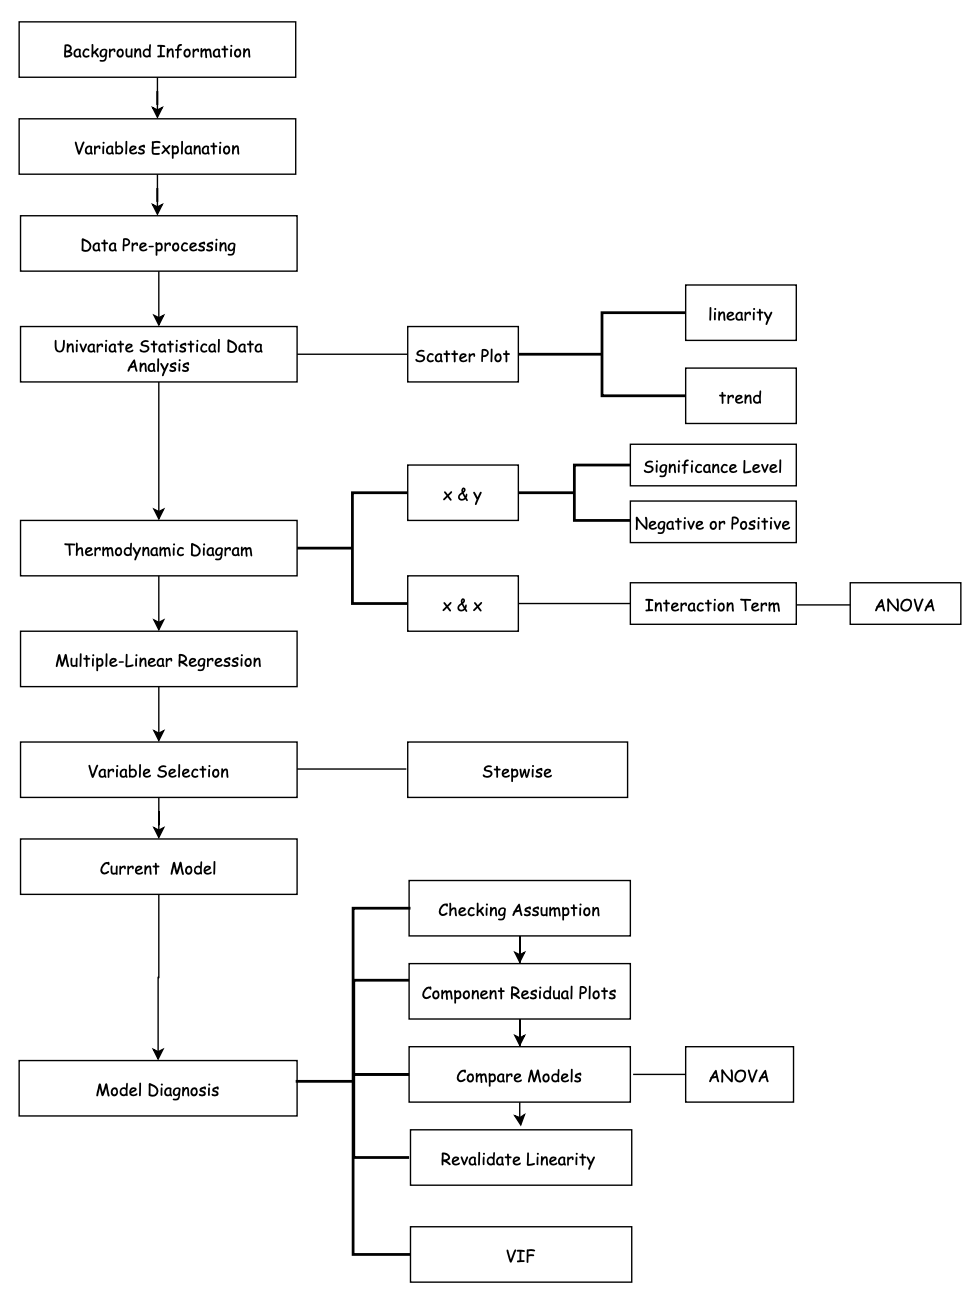 Background Information
Variables Explanation
Data Pre-processing
Univariate Statistical Data
Analysis
Scatter Plot
linearity
trend
Thermodynamic Diagram
x & y
Significance Level
Negative or Positive
x & x
Interaction Term
ANOVA
Multiple-Linear Regression
Variable Selection
Stepwise
Current  Model
Model Diagnosis
Checking Assumption
Component Residual Plots
Compare Models
ANOVA
Revalidate Linearity
VIF